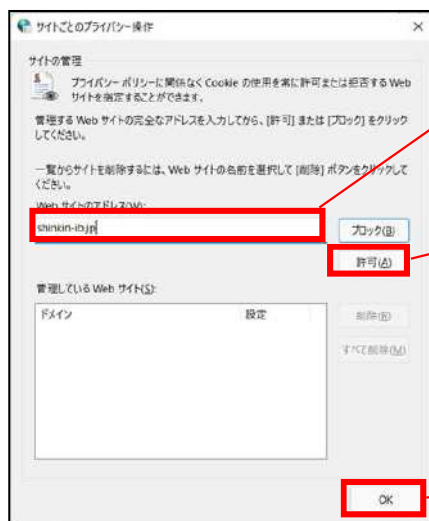 サイトごとのプライバシー操作
サイトの管理
プライバシー ポリシーに関係なく Cookie の使用を常に許可または拒否する Web
サイトを指定することができます。
管理する Web サイトの完全なアドレスを入力してから、[許可] または [ブロック] をクリック
してください。
一覧からサイトを削除するには、Web サイトの名前を選択して [削除] ボタンをクリックして
ください。
Web サイトのアドレス(W):
shinkin-ib.jp
ブロック(B)
許可(A)
管理している Web サイト(S):
ドメイン 設定
削除(R)
すべて削除(M)
OK